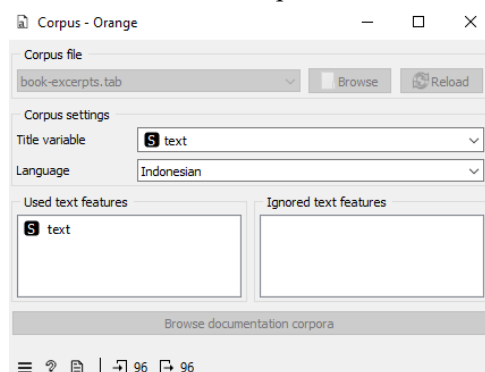 Corpus - Orange
Corpus file
book-excerpts.tab
Browse
Reload
Corpus settings
Title variable
S text
Language
Indonesian
Used text features
Ignored text features
S text
Browse documentation corpora
96
96